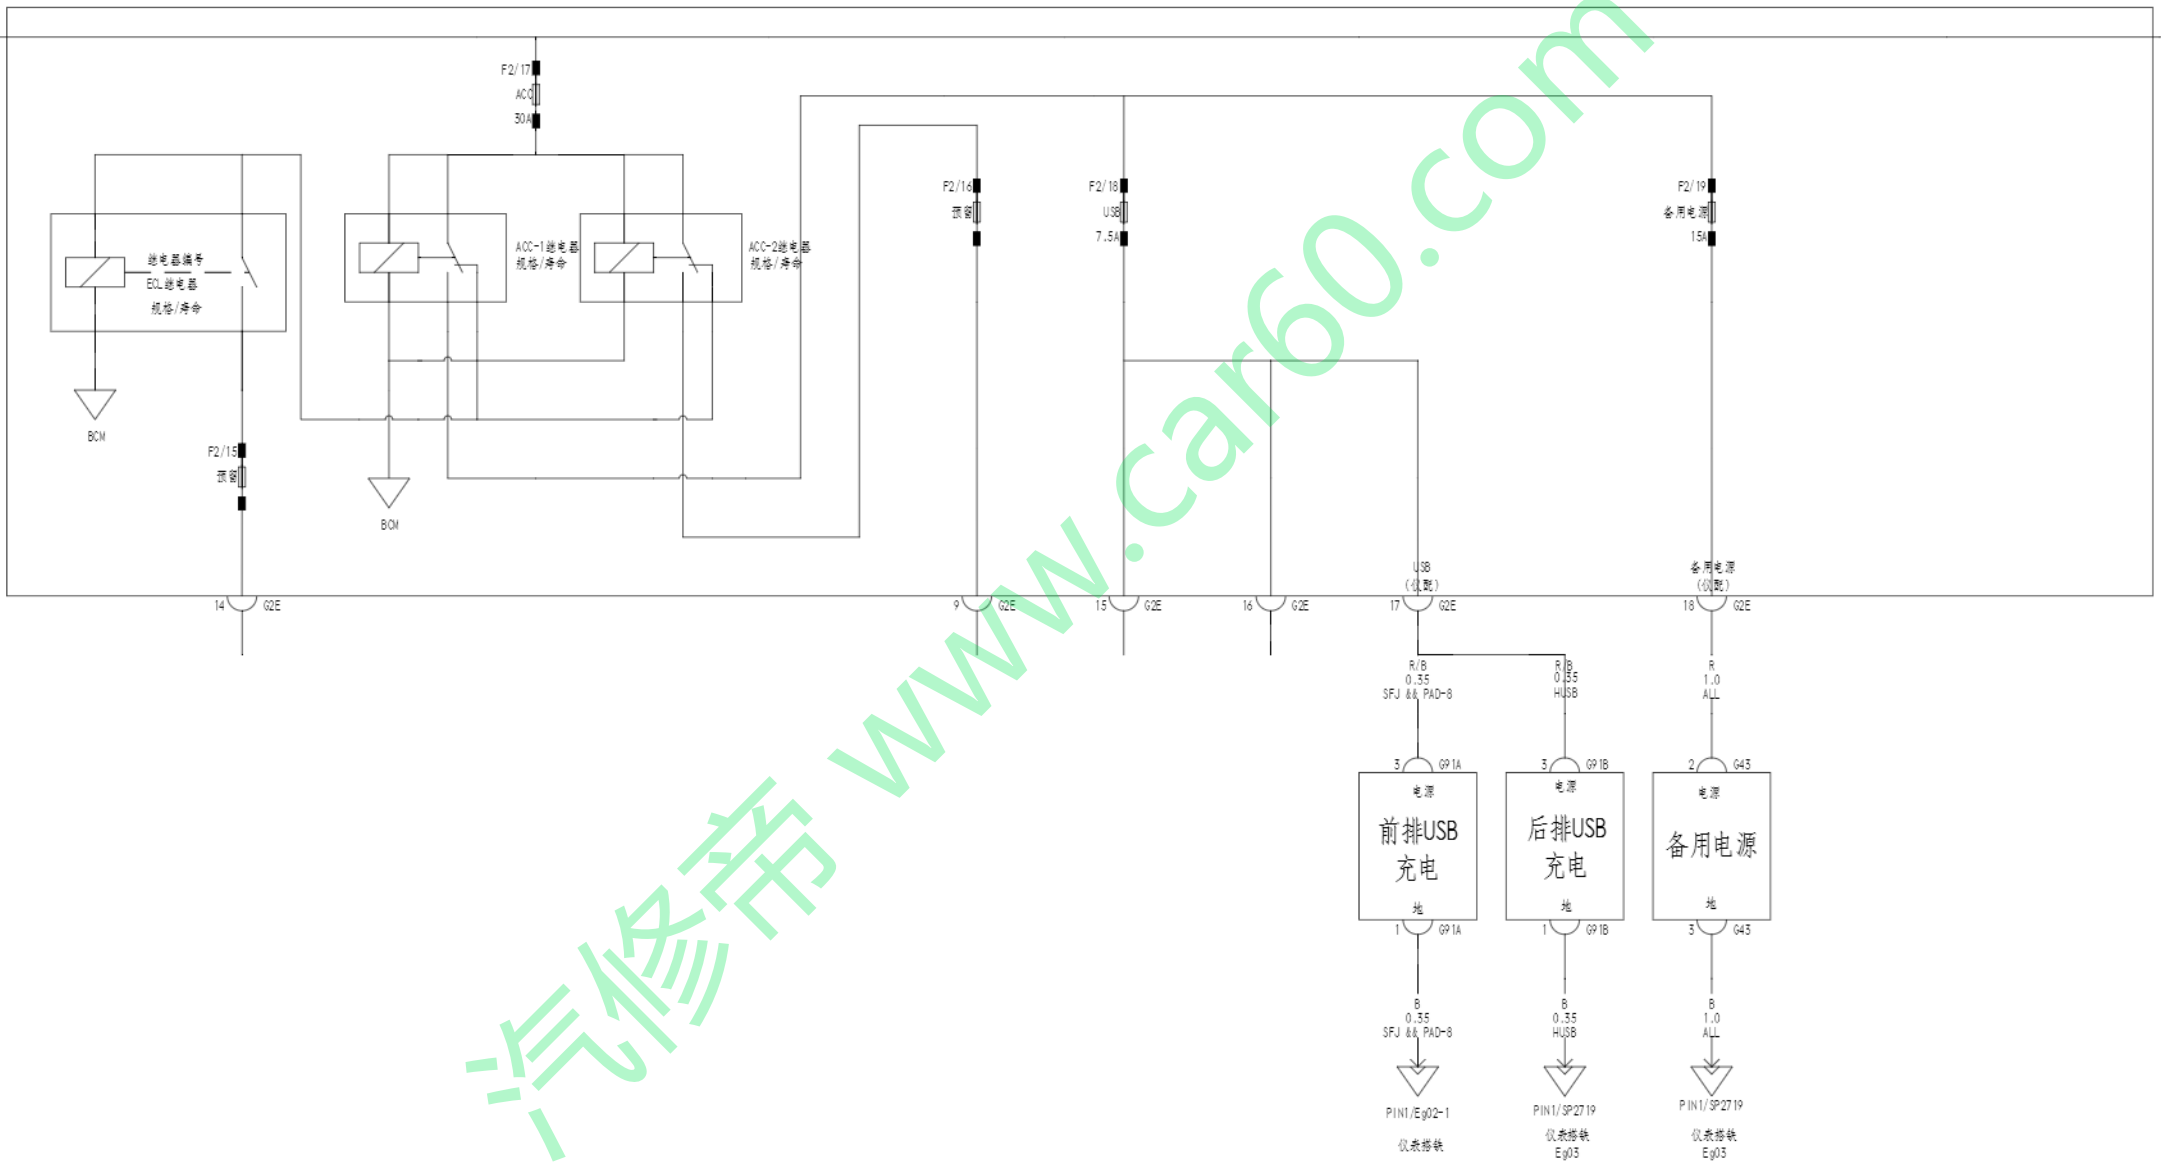 F2/17
ACC
30A
F2/16
预留
F2/18
USB
7.5A
F2/19
备用电源
15A
继电器编号
ECL继电器
规格/寿命
ACC-1继电器
规格/寿命
ACC-2继电器
规格/寿命
BCM
F2/15
预留
BCM
USB
(仪配)
备用电源
(仪配)
14 G2E
9 G2E
15 G2E
16 G2E
17 G2E
18 G2E
R/B
0.35
SFJ && PAD-8
R/B
0.35
HUSB
R
1.0
ALL
3 G91A
3 G91B
2 G43
电源
前排USB
充电
地
电源
后排USB
充电
地
电源
备用电源
地
1 G91A
1 G91B
3 G43
B
0.35
SFJ && PAD-8
B
0.35
HUSB
B
1.0
ALL
PIN1/Eg02-1
仪表搭铁
PIN1/SP2719
仪表搭铁
Eg03
PIN1/SP2719
仪表搭铁
Eg03
汽修帝 www.car60.com